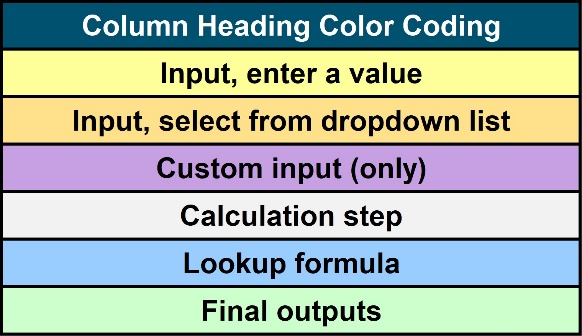 Column Heading Color Coding
Input, enter a value
Input, select from dropdown list
Custom input (only)
Calculation step
Lookup formula
Final outputs